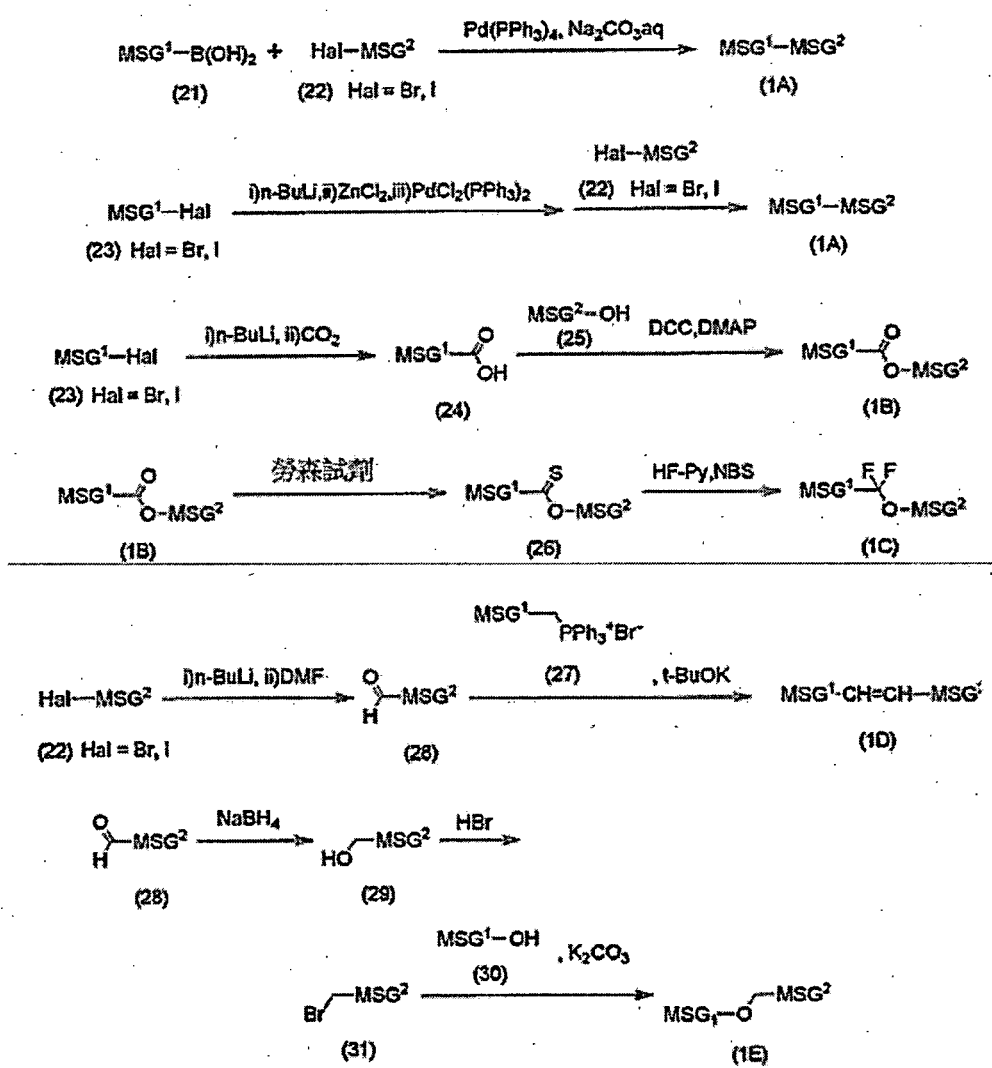 Pd(PPh3)4, Na2CO3aq
MSG1–B(OH)2 + Hal–MSG2 MSG1–MSG2
(21) (22) Hal = Br, I (1A)
Hal–MSG2
i)n-BuLi,ii)ZnCl2,iii)PdCl2(PPh3)2 (22) Hal = Br, I
MSG1–Hal MSG1–MSG2
(23) Hal = Br, I (1A)
i)n-BuLi, ii)CO2 MSG2–OH DCC,DMAP
(25)
MSG1–Hal MSG1 O OH MSG1 O O–MSG2
(23) Hal = Br, I (24) (1B)
勞森試劑 HF-Py,NBS
MSG1 O O–MSG2 MSG1 S O–MSG2 MSG1 F F O–MSG2
(1B) (26) (1C)
MSG1 PPh3+Br-
i)n-BuLi, ii)DMF (27) , t-BuOK
Hal–MSG2 O H MSG2 MSG1-CH=CH-MSG2
(22) Hal = Br, I (28) (1D)
NaBH4 HBr
O H MSG2 HO MSG2
(28) (29)
MSG1–OH , K2CO3
(30)
Br MSG2 MSG1–O MSG2
(31) (1E)